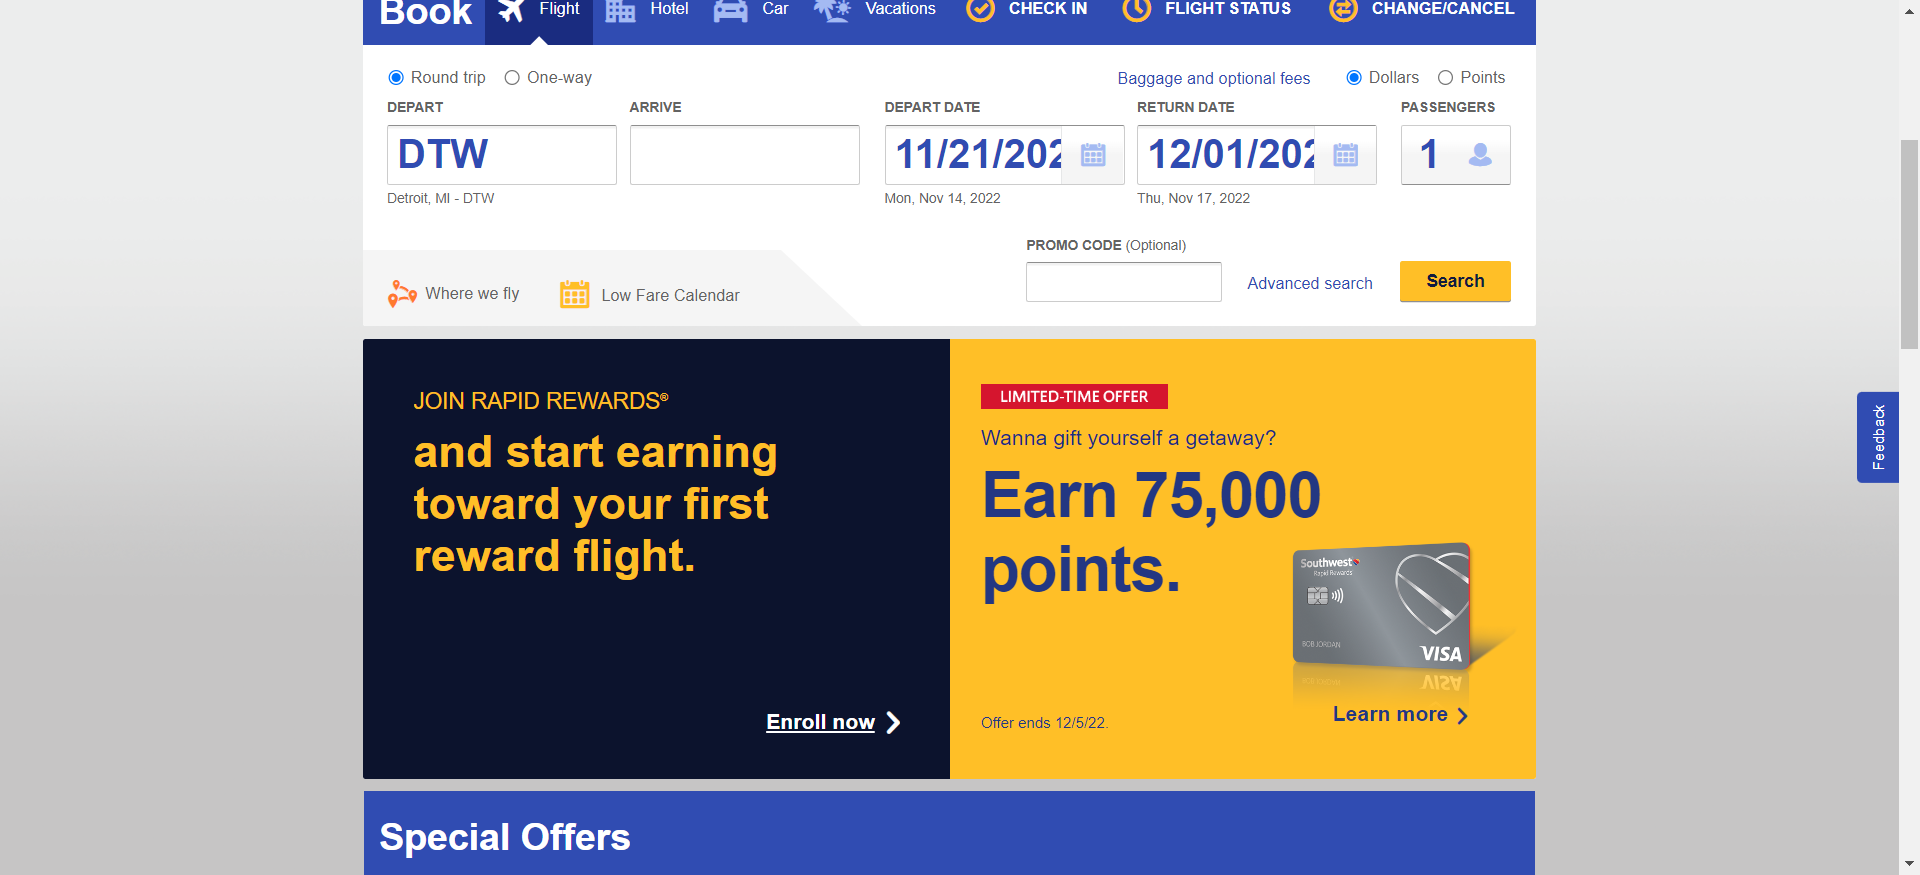 Book Flight Hotel Car Vacations CHECK IN FLIGHT STATUS CHANGE/CANCEL
Round trip One-way Baggage and optional fees Dollars Points
DEPART ARRIVE DEPART DATE RETURN DATE PASSENGERS
DTW 11/21/202 12/01/202 1
Detroit, MI - DTW Mon, Nov 14, 2022 Thu, Nov 17, 2022
PROMO CODE (Optional)
Where we fly Low Fare Calendar Advanced search Search
JOIN RAPID REWARDS®
and start earning
toward your first
reward flight.
Enroll now
LIMITED-TIME OFFER
Wanna gift yourself a getaway?
Earn 75,000
points.
Southwest
Rapid Rewards
BOB JORDAN
VISA
Offer ends 12/5/22.
Learn more
Feedback
Special Offers